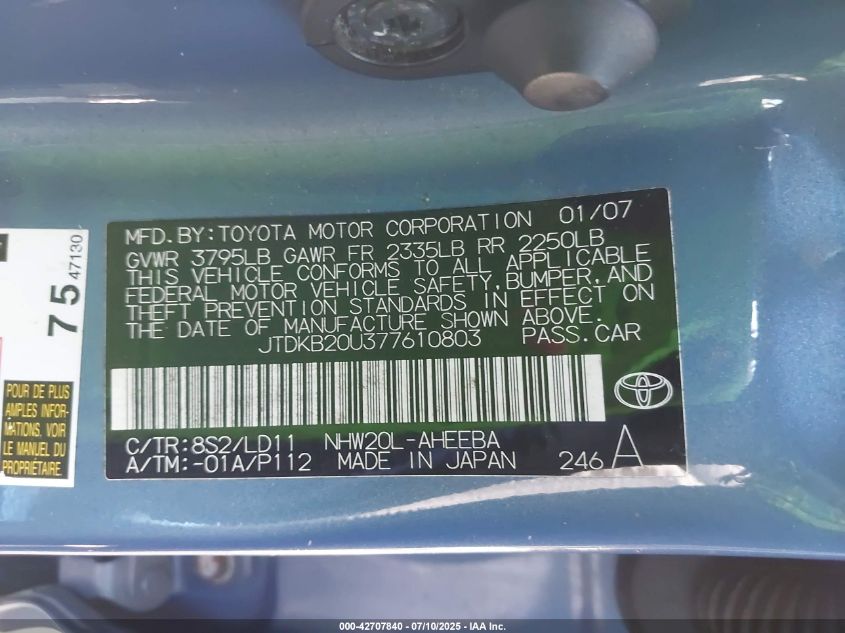 MFD. BY: TOYOTA MOTOR CORPORATION 01/07
GVWR 3795LB GAWR FR 2335LB RR 2250LB
THIS VEHICLE CONFORMS TO ALL APPLICABLE
FEDERAL MOTOR VEHICLE SAFETY, BUMPER, AND
THEFT PREVENTION STANDARDS IN EFFECT ON
THE DATE OF MANUFACTURE SHOWN ABOVE.
JTDKB20U377610803 PASS. CAR
C/TR:8S2/LD11 NHW20L-AHEEBA
A/TM:-01A/P112 MADE IN JAPAN 246 A
75 47130
POUR DE PLUS
AMPLES INFOR-
MATIONS, VOIR
LE MANUEL DU
PROPRIÉTAIRE.
000-42707840 - 07/10/2025 - IAA Inc.